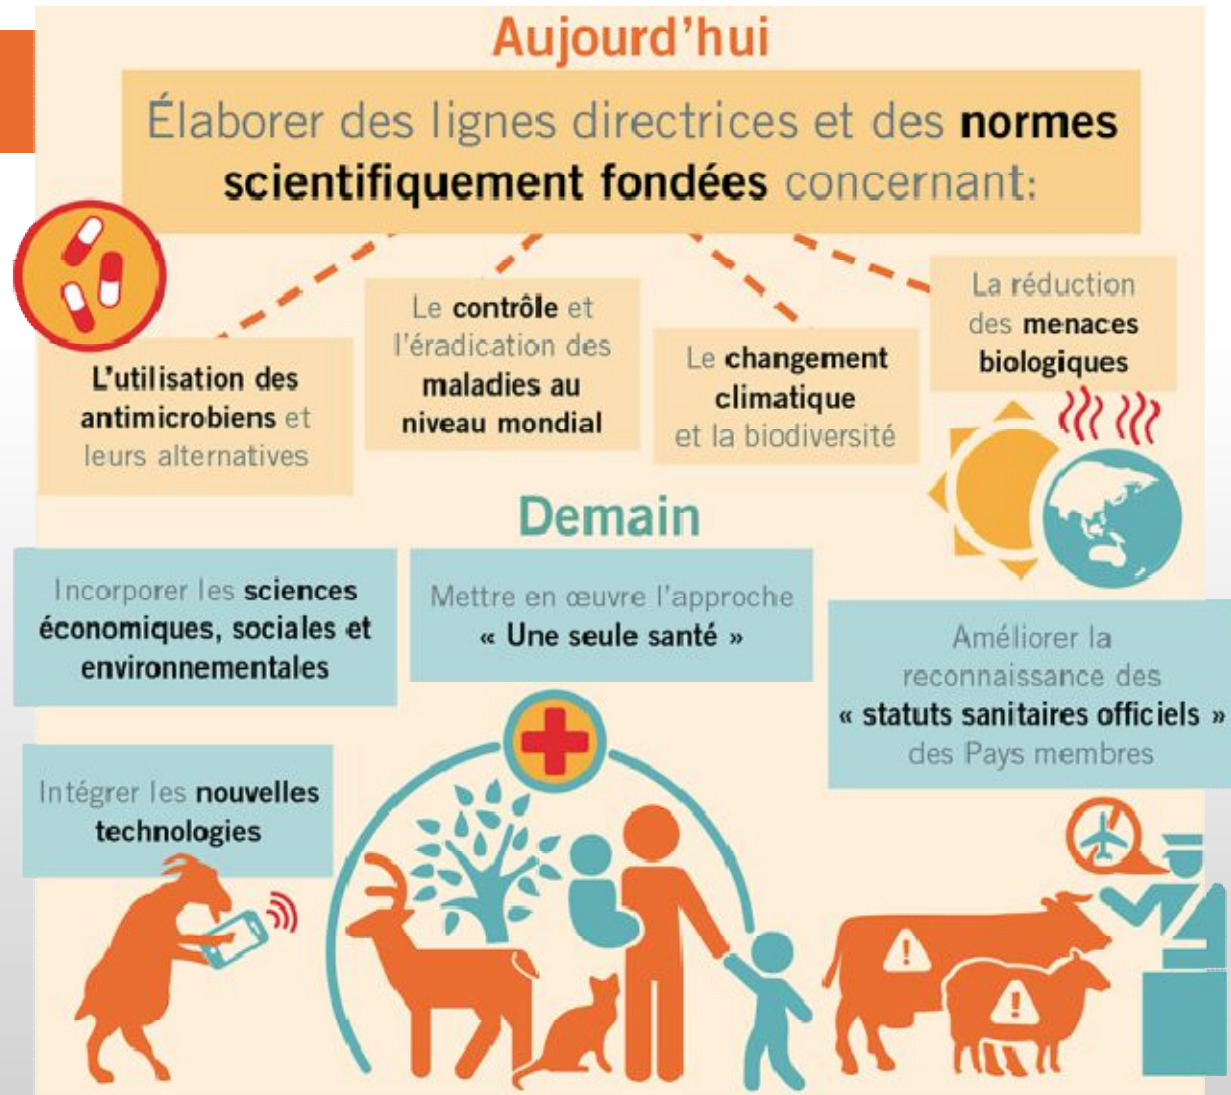 Aujourd'hui
Élaborer des lignes directrices et des normes
scientifiquement fondées concernant:
L'utilisation des
antimicrobiens et
leurs alternatives
Le contrôle et
l'éradication des
maladies au
niveau mondial
Le changement
climatique
et la biodiversité
La réduction
des menaces
biologiques
Demain
Incorporer les sciences
économiques, sociales et
environnementales
Mettre en œuvre l'approche
« Une seule santé »
Améliorer la
reconnaissance des
« statuts sanitaires officiels »
des Pays membres
Intégrer les nouvelles
technologies